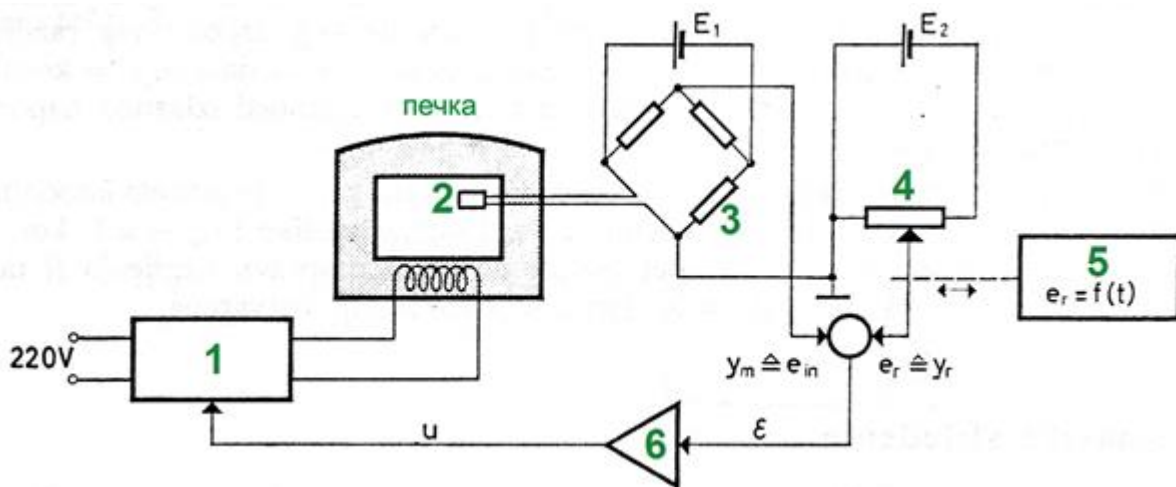 E₁
E₂
печка
2
3
4
5
eᵣ = f(t)
220V
1
yₘ ≙ eᵢₙ
eᵣ ≙ yᵣ
u
6
ε